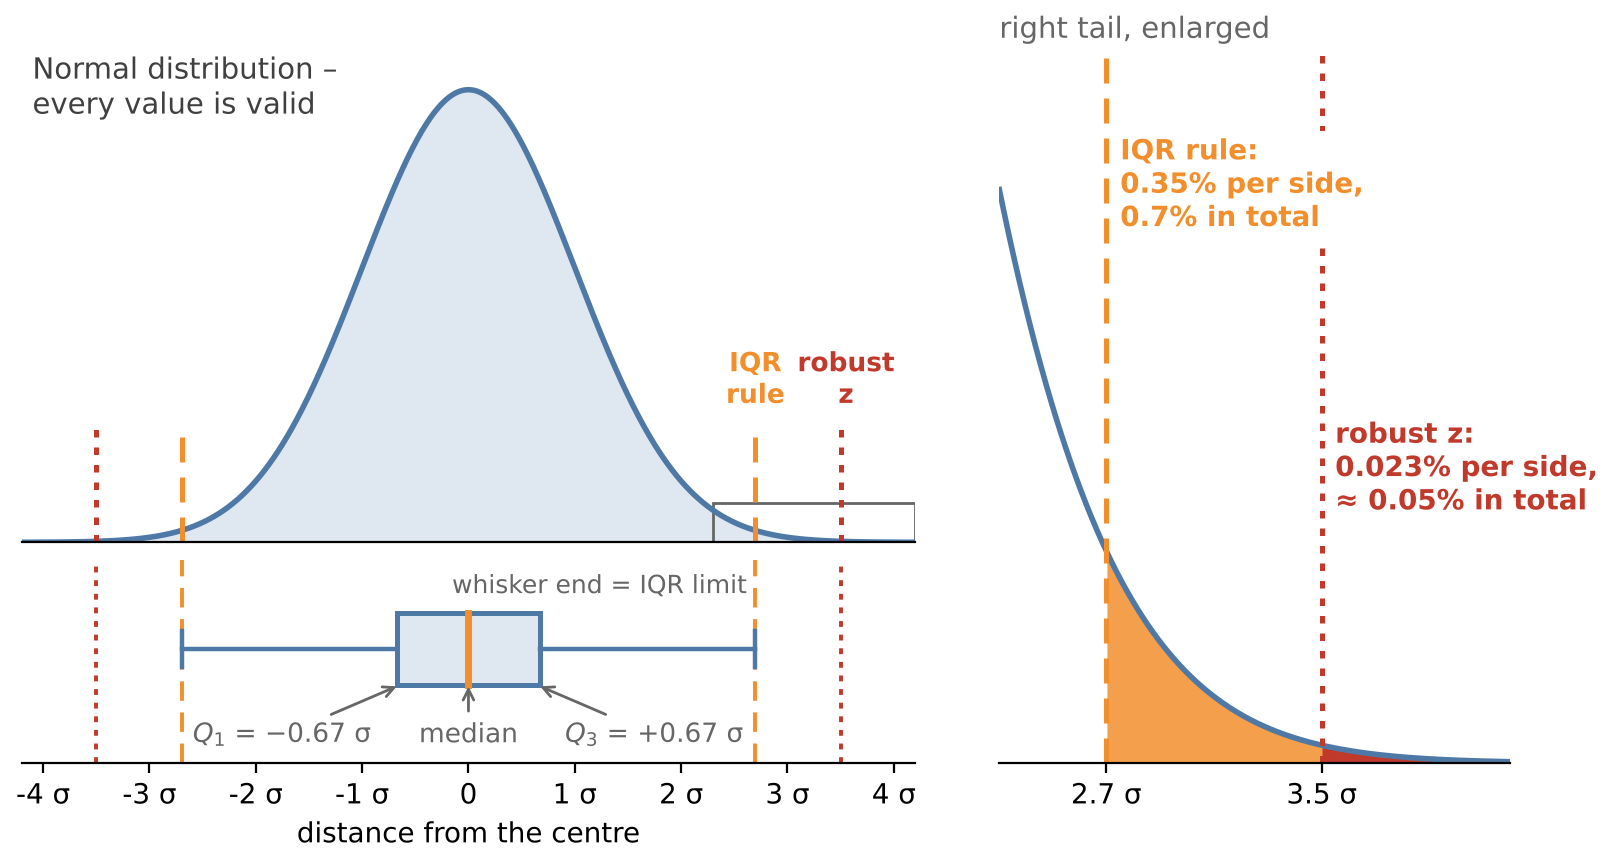 Normal distribution –
every value is valid
IQR
rule
robust
z
whisker end = IQR limit
Q₁ = −0.67 σ
median
Q₃ = +0.67 σ
-4 σ
-3 σ
-2 σ
-1 σ
0
1 σ
2 σ
3 σ
4 σ
distance from the centre
right tail, enlarged
IQR rule:
0.35% per side,
0.7% in total
robust z:
0.023% per side,
≈ 0.05% in total
2.7 σ
3.5 σ